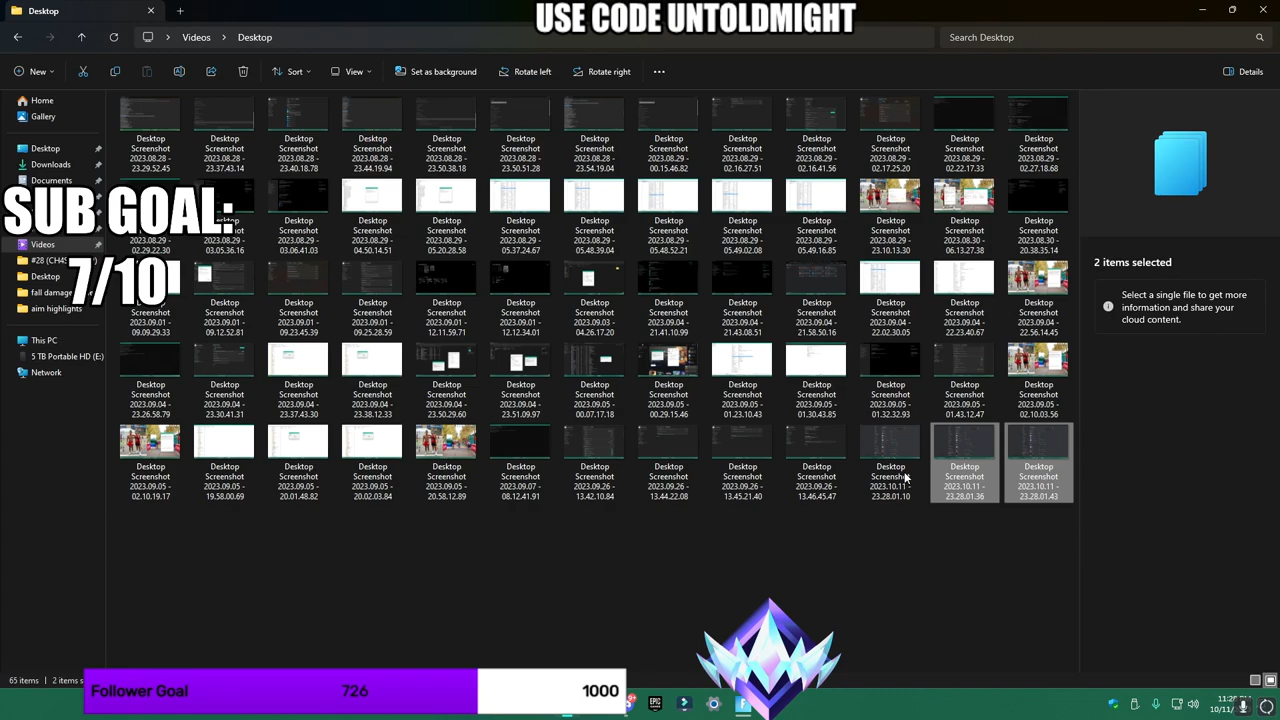 Desktop
USE CODE UNTOLDMIGHT
Videos > Desktop
Search Desktop
New
Sort
View
Set as background
Rotate left
Rotate right
Details
Home
Gallery
Desktop
Downloads
Documents
SUB GOAL:
7/10
Videos
Desktop
fall damage
aim highlights
This PC
Network
Desktop Screenshot 2023.08.28 - 23.29.52.45
Desktop Screenshot 2023.08.28 - 23.37.43.14
Desktop Screenshot 2023.08.28 - 23.40.18.78
Desktop Screenshot 2023.08.28 - 23.44.19.94
Desktop Screenshot 2023.08.28 - 23.50.38.18
Desktop Screenshot 2023.08.28 - 23.50.51.28
Desktop Screenshot 2023.08.28 - 23.54.19.04
Desktop Screenshot 2023.08.29 - 00.15.46.82
Desktop Screenshot 2023.08.29 - 02.16.27.51
Desktop Screenshot 2023.08.29 - 02.16.41.56
Desktop Screenshot 2023.08.29 - 02.17.25.20
Desktop Screenshot 2023.08.29 - 02.22.17.33
Desktop Screenshot 2023.08.29 - 02.27.18.68
Desktop Screenshot 2023.08.29 - 02.29.22.30
Desktop Screenshot 2023.08.29 - 02.36.05.23
Desktop Screenshot 2023.08.29 - 03.06.41.03
Desktop Screenshot 2023.08.29 - 04.50.14.51
Desktop Screenshot 2023.08.29 - 05.20.28.58
Desktop Screenshot 2023.08.29 - 05.37.24.67
Desktop Screenshot 2023.08.29 - 05.48.39.04
Desktop Screenshot 2023.08.29 - 05.48.52.21
Desktop Screenshot 2023.08.29 - 05.49.02.85
Desktop Screenshot 2023.08.29 - 05.49.16.85
Desktop Screenshot 2023.08.29 - 23.10.13.30
Desktop Screenshot 2023.08.30 - 06.13.27.38
Desktop Screenshot 2023.08.31 - 20.38.35.14
Desktop Screenshot 2023.09.01 - 09.09.29.33
Desktop Screenshot 2023.09.01 - 09.12.52.81
Desktop Screenshot 2023.09.01 - 09.13.57.35
Desktop Screenshot 2023.09.01 - 09.25.28.59
Desktop Screenshot 2023.09.01 - 12.11.59.71
Desktop Screenshot 2023.09.01 - 12.12.34.01
Desktop Screenshot 2023.09.03 - 04.26.17.20
Desktop Screenshot 2023.09.04 - 21.41.10.99
Desktop Screenshot 2023.09.04 - 21.43.08.51
Desktop Screenshot 2023.09.04 - 21.58.50.16
Desktop Screenshot 2023.09.04 - 22.02.30.05
Desktop Screenshot 2023.09.04 - 22.23.40.67
Desktop Screenshot 2023.09.04 - 22.56.14.45
Desktop Screenshot 2023.09.04 - 23.26.58.79
Desktop Screenshot 2023.09.04 - 23.30.41.31
Desktop Screenshot 2023.09.04 - 23.37.43.30
Desktop Screenshot 2023.09.04 - 23.38.12.33
Desktop Screenshot 2023.09.04 - 23.50.29.60
Desktop Screenshot 2023.09.04 - 23.51.09.97
Desktop Screenshot 2023.09.05 - 00.07.17.18
Desktop Screenshot 2023.09.05 - 00.29.15.46
Desktop Screenshot 2023.09.05 - 01.23.10.43
Desktop Screenshot 2023.09.05 - 01.30.43.85
Desktop Screenshot 2023.09.05 - 01.32.32.93
Desktop Screenshot 2023.09.05 - 01.43.12.47
Desktop Screenshot 2023.09.05 - 02.10.03.56
Desktop Screenshot 2023.09.05 - 02.10.19.17
Desktop Screenshot 2023.09.05 - 19.58.00.69
Desktop Screenshot 2023.09.05 - 20.01.48.82
Desktop Screenshot 2023.09.05 - 20.02.03.84
Desktop Screenshot 2023.09.05 - 20.58.12.89
Desktop Screenshot 2023.09.07 - 08.12.41.91
Desktop Screenshot 2023.09.26 - 13.42.10.84
Desktop Screenshot 2023.09.26 - 13.44.22.08
Desktop Screenshot 2023.09.26 - 13.45.21.40
Desktop Screenshot 2023.09.26 - 13.46.45.47
Desktop Screenshot 2023.10.11 - 23.28.01.10
Desktop Screenshot 2023.10.11 - 23.28.01.36
Desktop Screenshot 2023.10.11 - 23.28.01.43
2 items selected
Select a single file to get more
information and share your
cloud content.
65 items
Follower Goal 726 1000